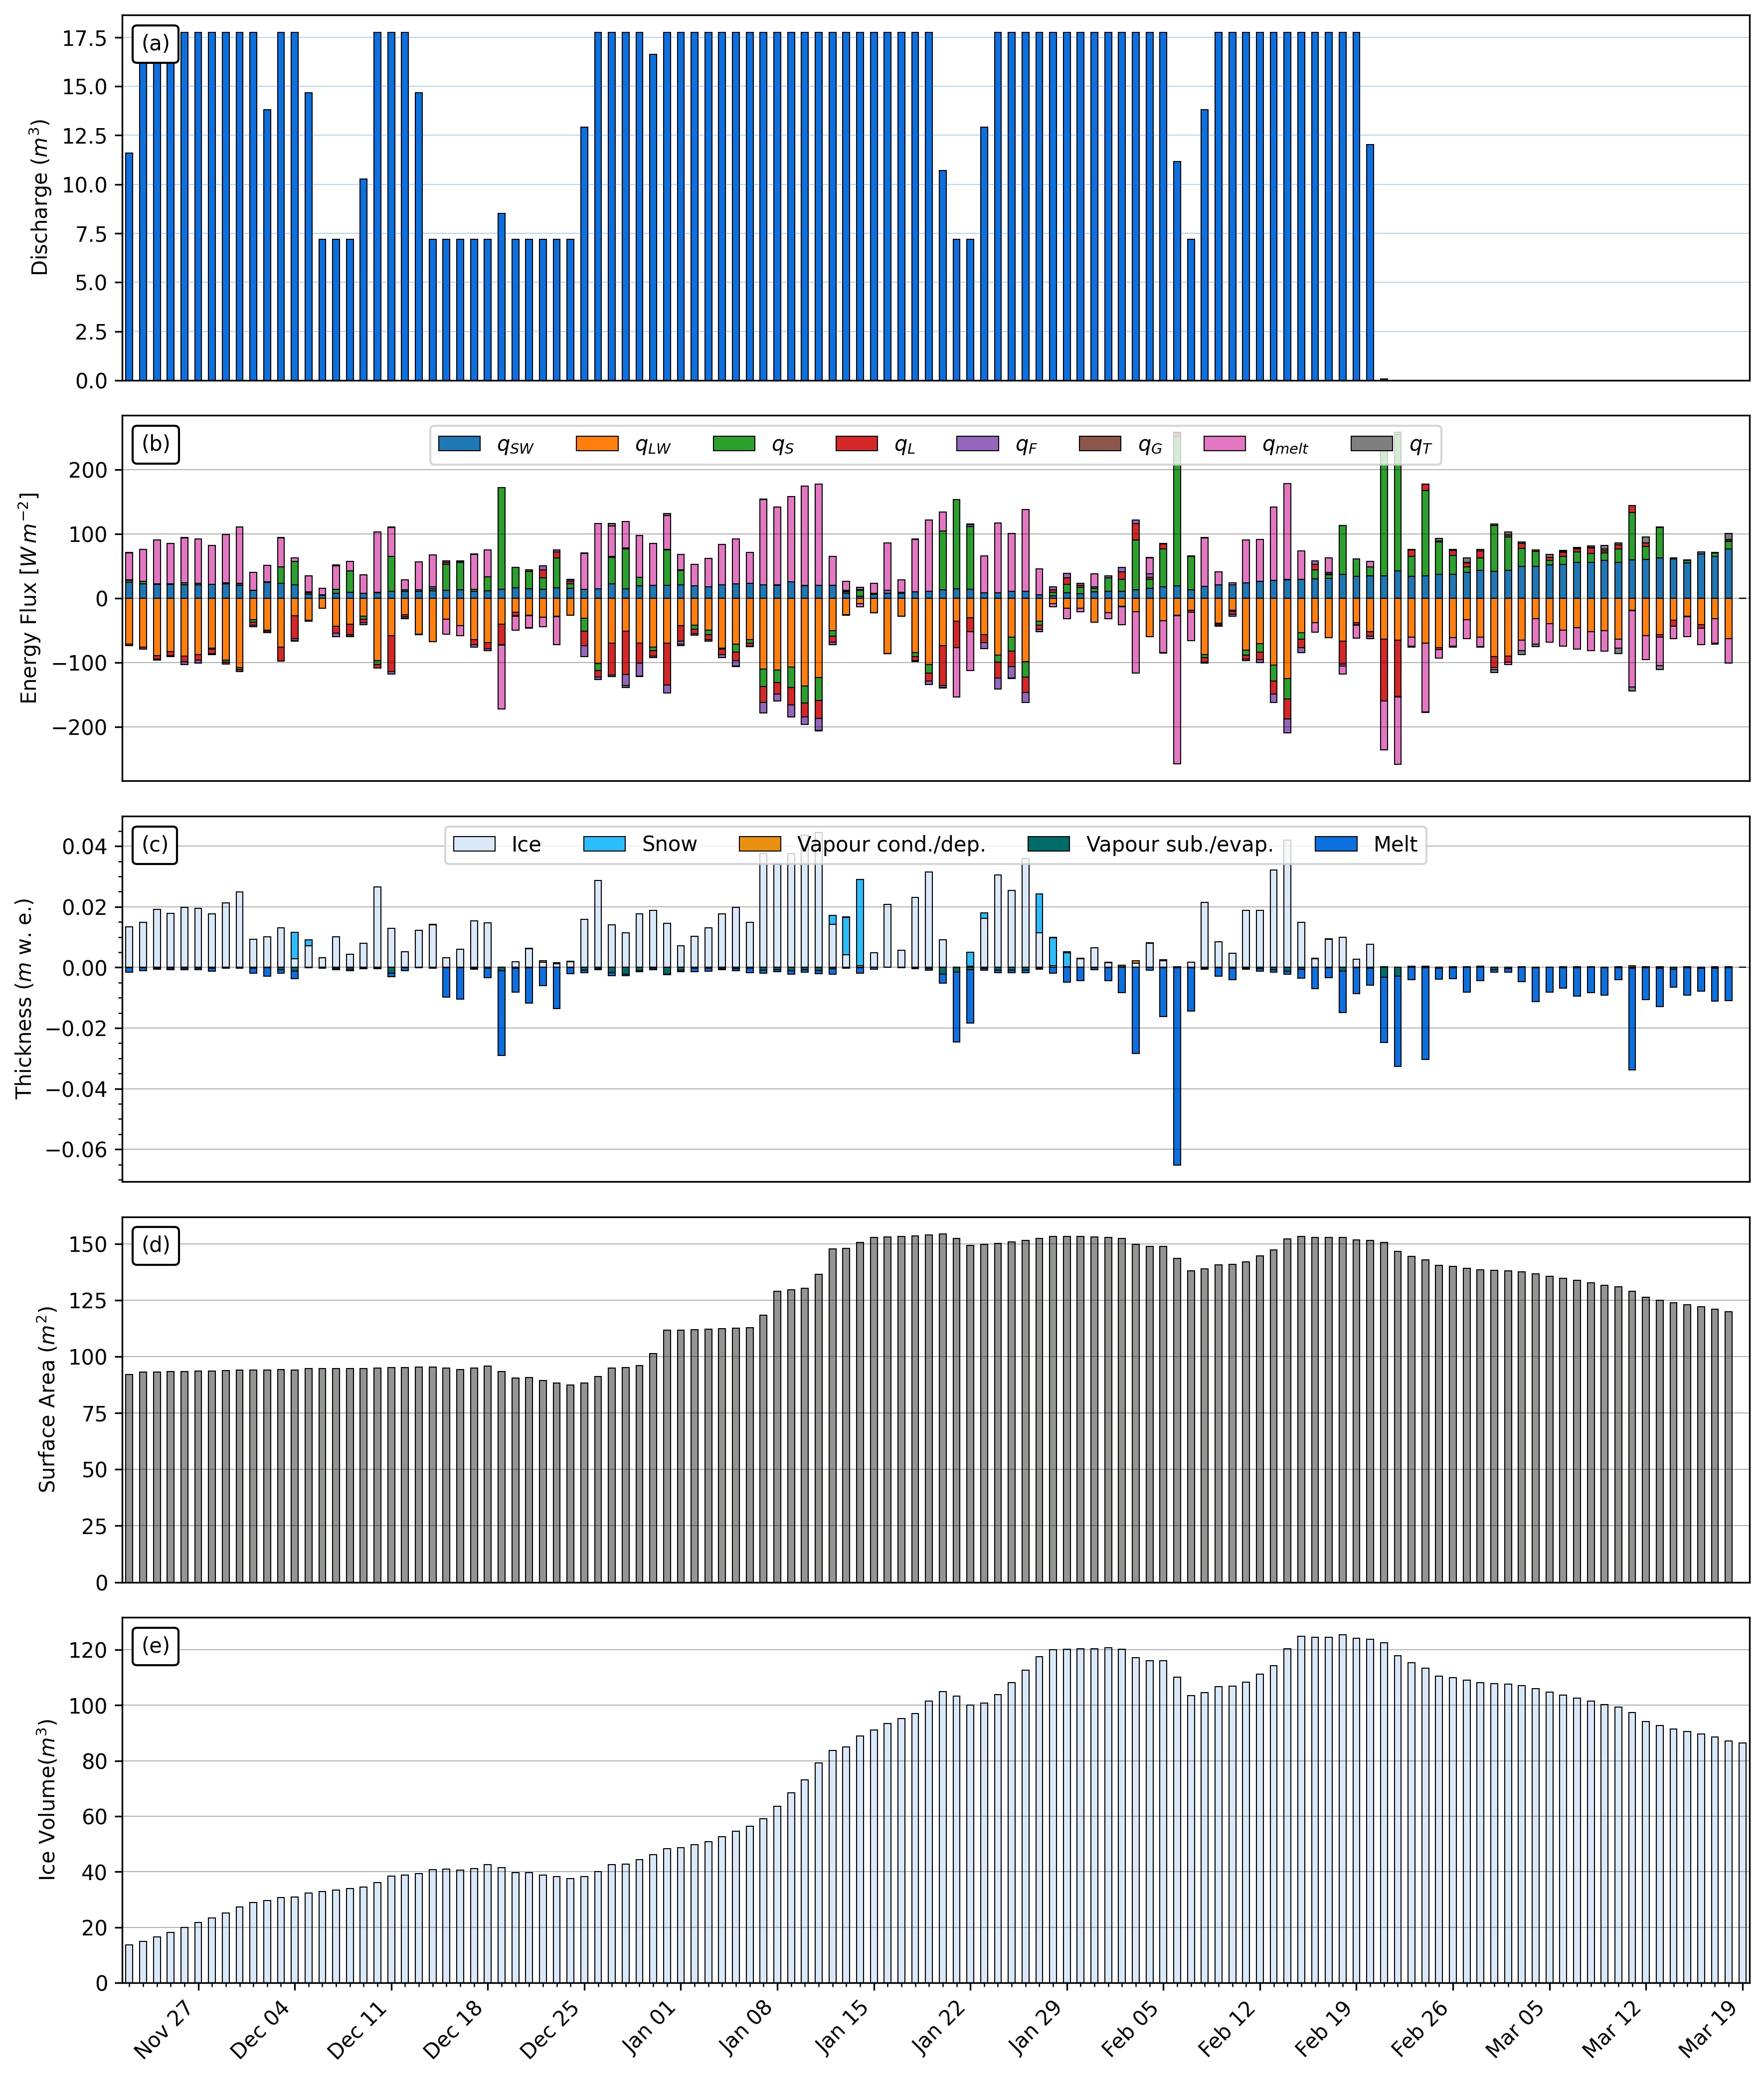 (a)
17.5
15.0
12.5
10.0
7.5
5.0
2.5
0.0
Discharge (m³)
(b)
q_SW q_LW q_S q_L q_F q_G q_melt q_T
200
100
0
−100
−200
Energy Flux [W m⁻²]
(c)
Ice Snow Vapour cond./dep. Vapour sub./evap. Melt
0.04
0.02
0.00
−0.02
−0.04
−0.06
Thickness (m w. e.)
(d)
150
125
100
75
50
25
0
Surface Area (m²)
(e)
120
100
80
60
40
20
0
Ice Volume(m³)
Nov 27 Dec 04 Dec 11 Dec 18 Dec 25 Jan 01 Jan 08 Jan 15 Jan 22 Jan 29 Feb 05 Feb 12 Feb 19 Feb 26 Mar 05 Mar 12 Mar 19